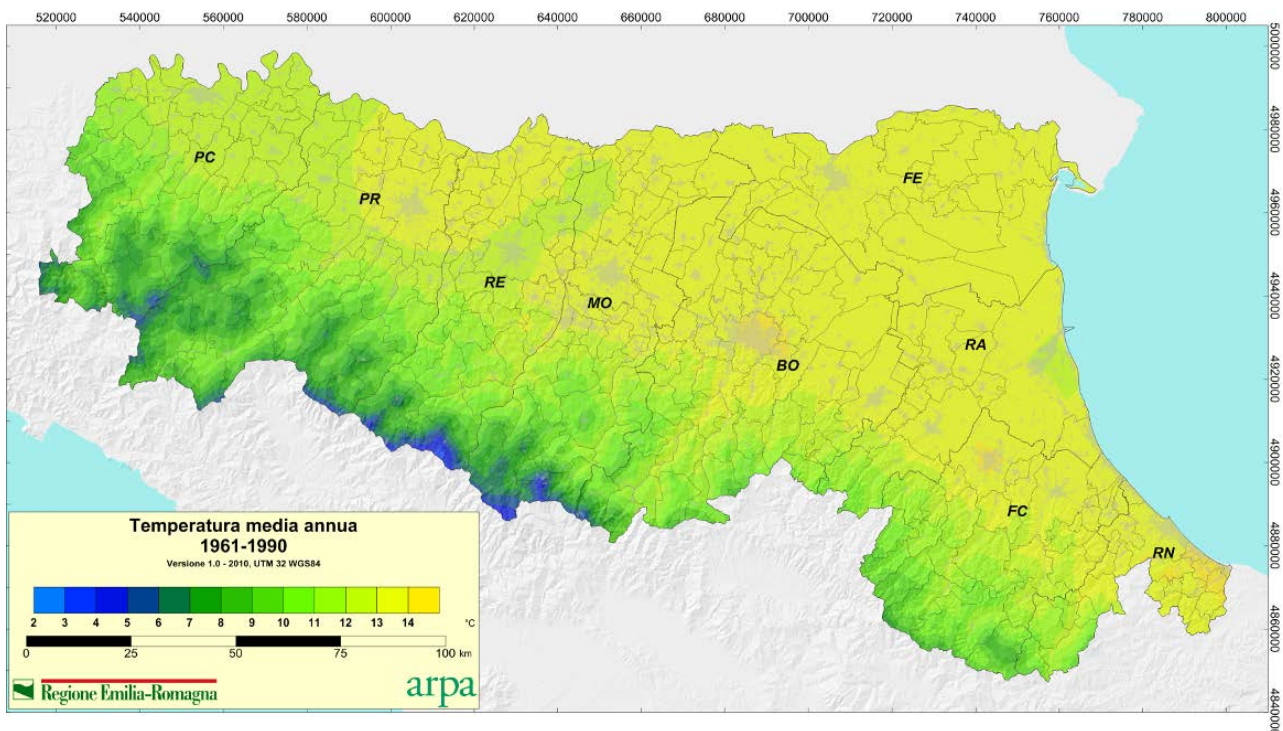 520000 540000 560000 580000 600000 620000 640000 660000 680000 700000 720000 740000 760000 780000 800000
5000000
4980000
4960000
4940000
4920000
4900000
4880000
4860000
4840000
PC
FE
PR
RE
MO
RA
BO
FC
RN
Temperatura media annua
1961-1990
Versione 1.0 - 2010, UTM 32 WGS84
2 3 4 5 6 7 8 9 10 11 12 13 14 °C
0 25 50 75 100 km
Regione Emilia-Romagna
arpa